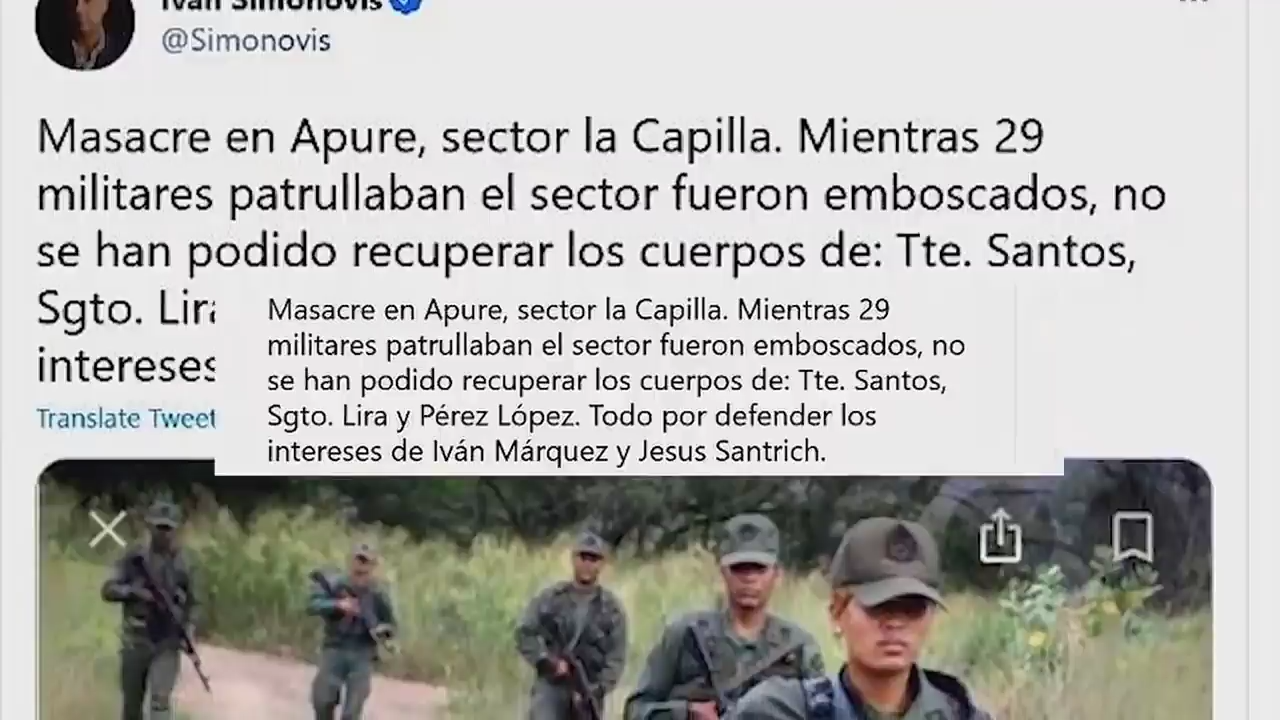 Ivan Simonovis
@Simonovis
Masacre en Apure, sector la Capilla. Mientras 29
militares patrullaban el sector fueron emboscados, no
se han podido recuperar los cuerpos de: Tte. Santos,
Sgto. Lira
intereses
Translate Tweet
Masacre en Apure, sector la Capilla. Mientras 29
militares patrullaban el sector fueron emboscados, no
se han podido recuperar los cuerpos de: Tte. Santos,
Sgto. Lira y Pérez López. Todo por defender los
intereses de Iván Márquez y Jesus Santrich.